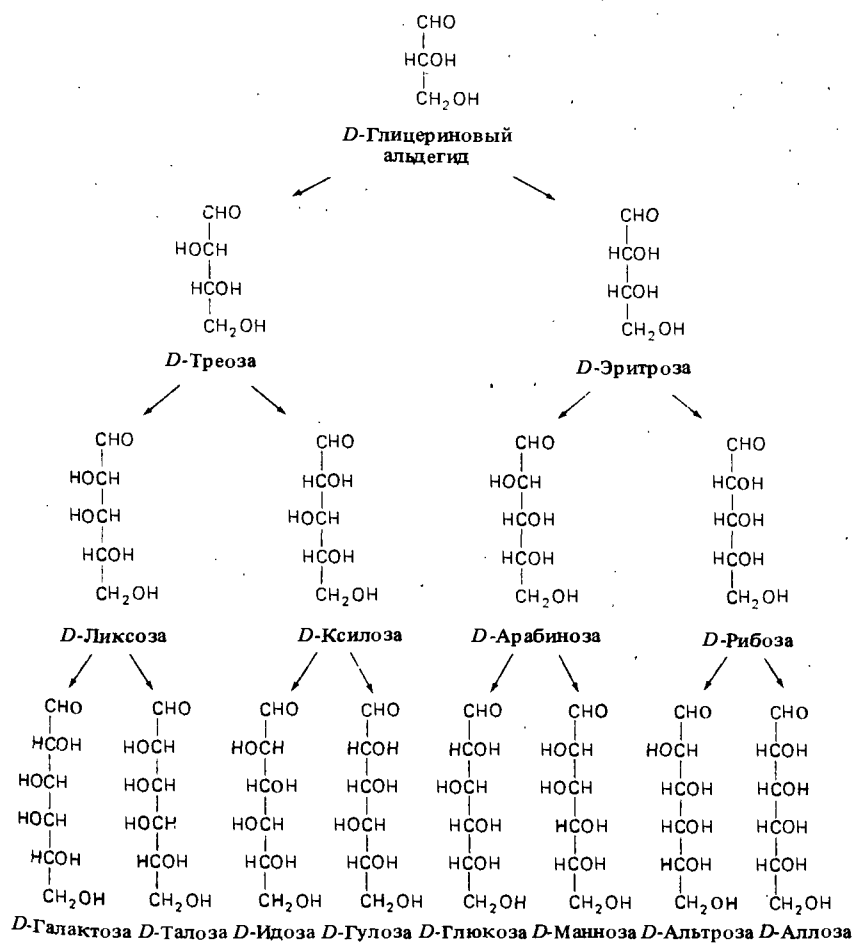 CHO
HCOH
CH₂OH
D-Глицериновый
альдегид
CHO CHO
HOCH HCOH
HCOH HCOH
CH₂OH CH₂OH
D-Треоза D-Эритроза
CHO CHO CHO CHO
HOCH HCOH HOCH HCOH
HOCH HOCH HCOH HCOH
HCOH HCOH HCOH HCOH
CH₂OH CH₂OH CH₂OH CH₂OH
D-Ликсоза D-Ксилоза D-Арабиноза D-Рибоза
CHO CHO CHO CHO CHO CHO CHO CHO
HCOH HOCH HOCH HCOH HCOH HOCH HOCH HCOH
HOCH HOCH HCOH HCOH HOCH HOCH HCOH HCOH
HOCH HOCH HOCH HOCH HCOH HCOH HCOH HCOH
HCOH HCOH HCOH HCOH HCOH HCOH HCOH HCOH
CH₂OH CH₂OH CH₂OH CH₂OH CH₂OH CH₂OH CH₂OH CH₂OH
D-Галактоза D-Талоза D-Идоза D-Гулоза D-Глюкоза D-Манноза D-Альтроза D-Аллоза